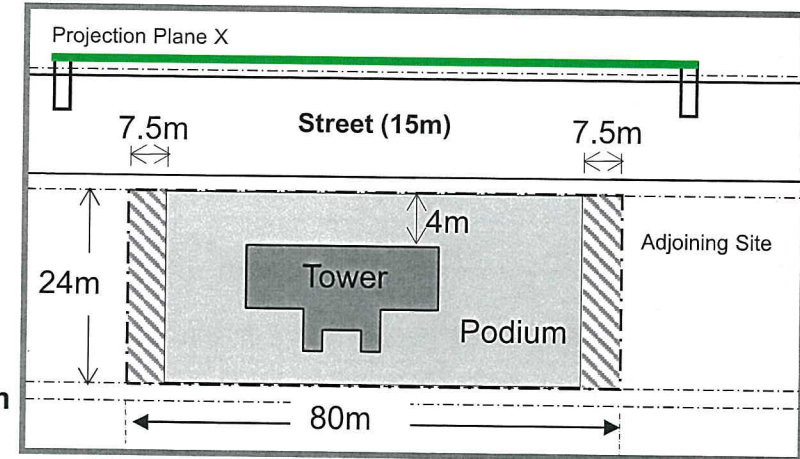 Projection Plane X
Street (15m)
7.5m
7.5m
4m
Adjoining Site
Tower
24m
Podium
80m